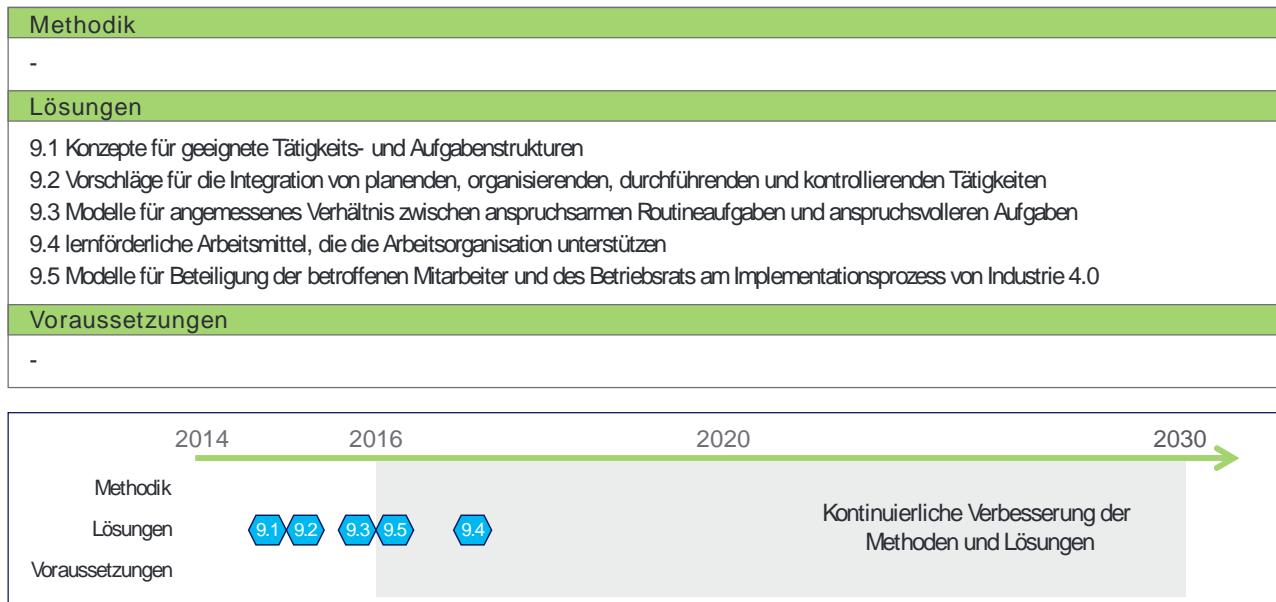 Methodik
-
Lösungen
9.1 Konzepte für geeignete Tätigkeits- und Aufgabenstrukturen
9.2 Vorschläge für die Integration von planenden, organisierenden, durchführenden und kontrollierenden Tätigkeiten
9.3 Modelle für angemessenes Verhältnis zwischen anspruchsarmen Routineaufgaben und anspruchsvolleren Aufgaben
9.4 lernförderliche Arbeitsmittel, die die Arbeitsorganisation unterstützen
9.5 Modelle für Beteiligung der betroffenen Mitarbeiter und des Betriebsrats am Implementationsprozess von Industrie 4.0
Voraussetzungen
-
2014 2016 2020 2030
Methodik
Lösungen 9.1 9.2 9.3 9.5 9.4
Kontinuierliche Verbesserung der
Methoden und Lösungen
Voraussetzungen